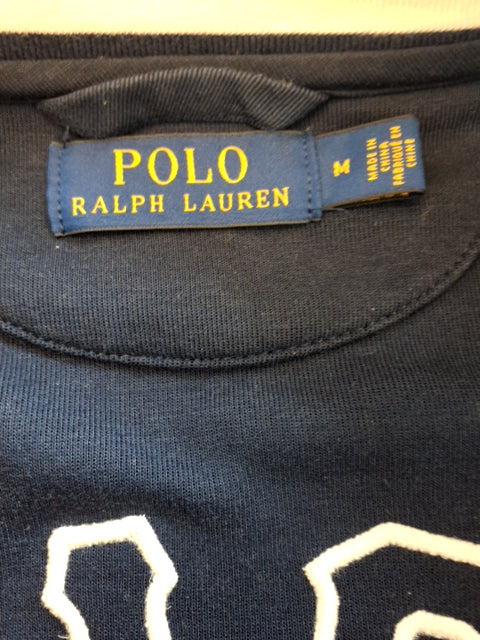 POLO
RALPH LAUREN
M
MADE IN
CHINA
FABRIQUÉ EN
CHINE